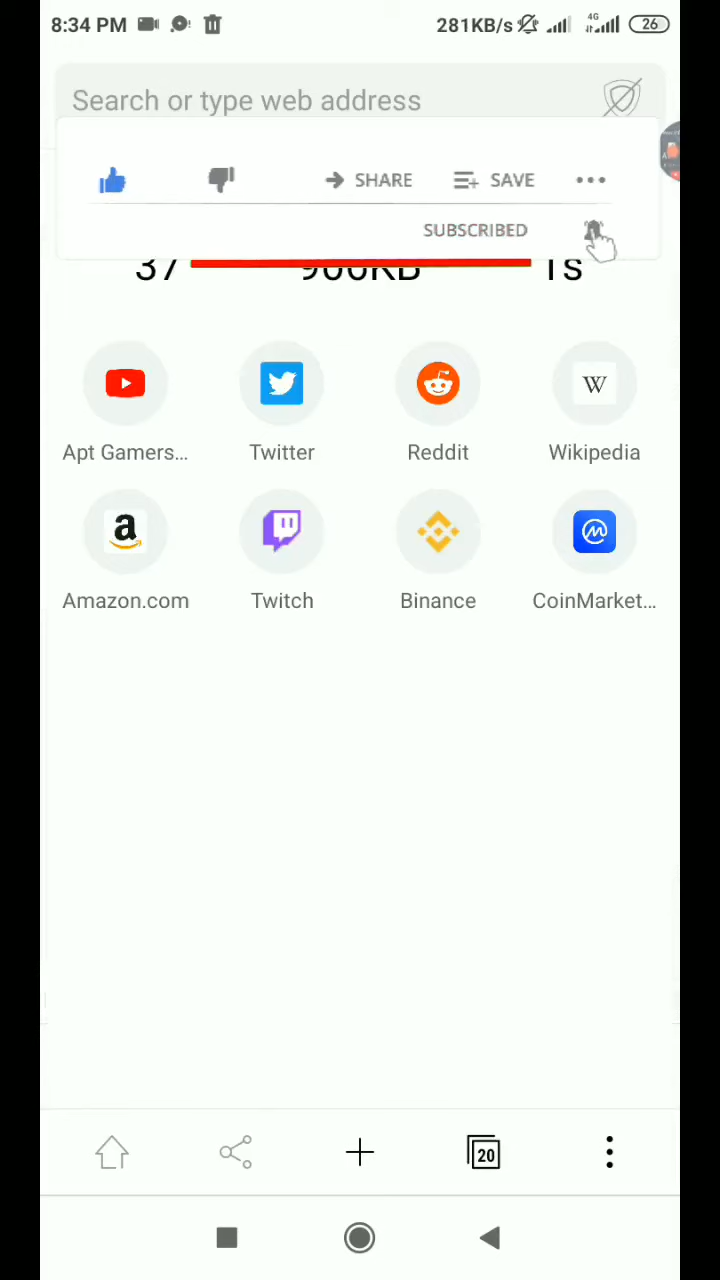 8:34 PM 281KB/s 4G 26
Search or type web address
SHARE SAVE
SUBSCRIBED
37 1s
Apt Gamers... Twitter Reddit Wikipedia
Amazon.com Twitch Binance CoinMarket...
20